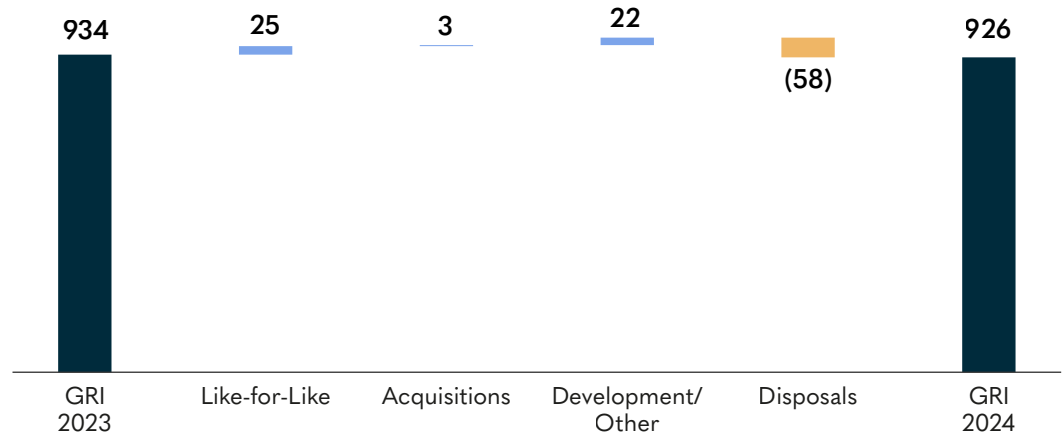 934
25
3
22
(58)
926
GRI
2023
Like-for-Like
Acquisitions
Development/
Other
Disposals
GRI
2024